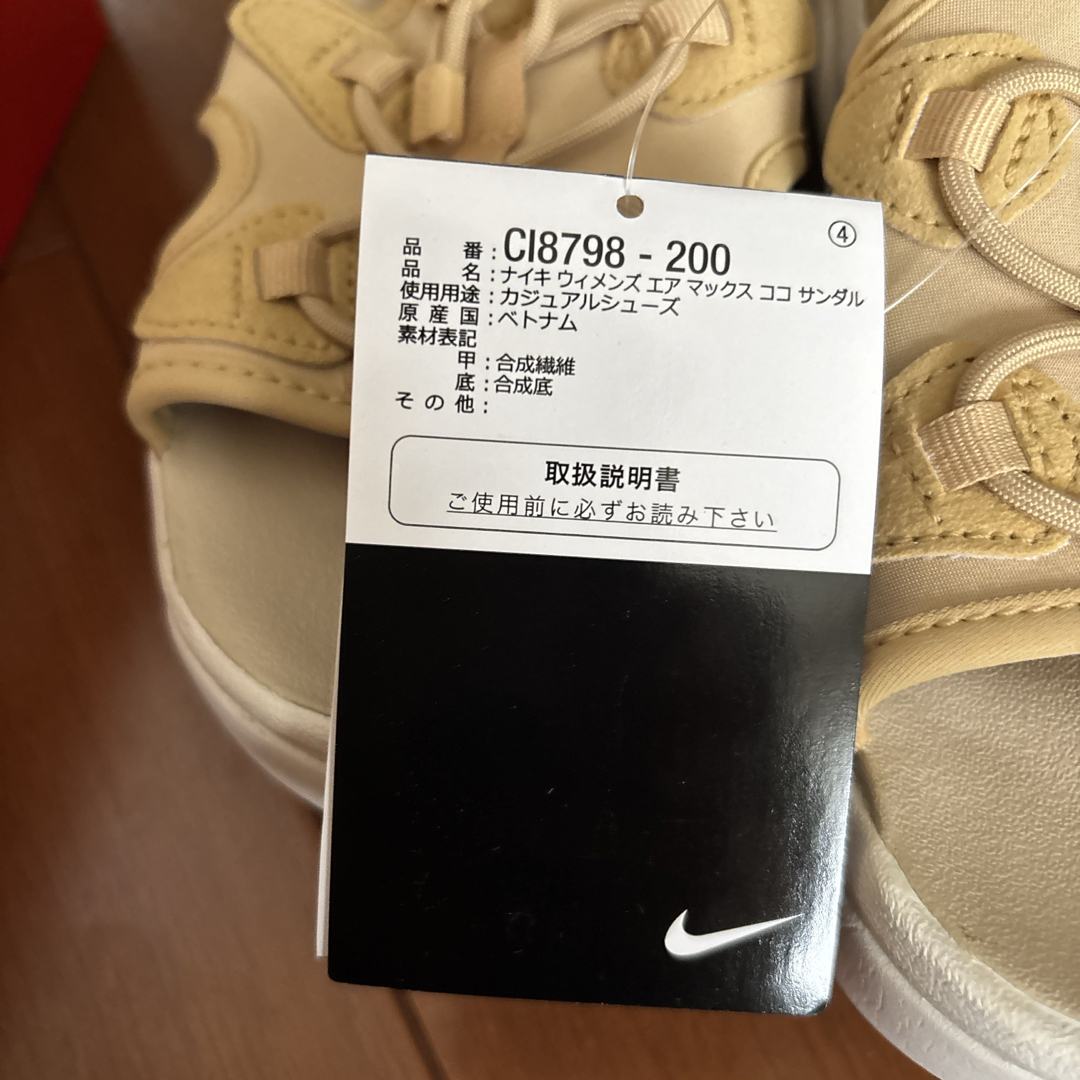 ④
品番：CI8798 - 200
品名：ナイキ ウィメンズ エア マックス ココ サンダル
使用用途：カジュアルシューズ
原産国：ベトナム
素材表記
甲：合成繊維
底：合成底
その他：
取扱説明書
ご使用前に必ずお読み下さい